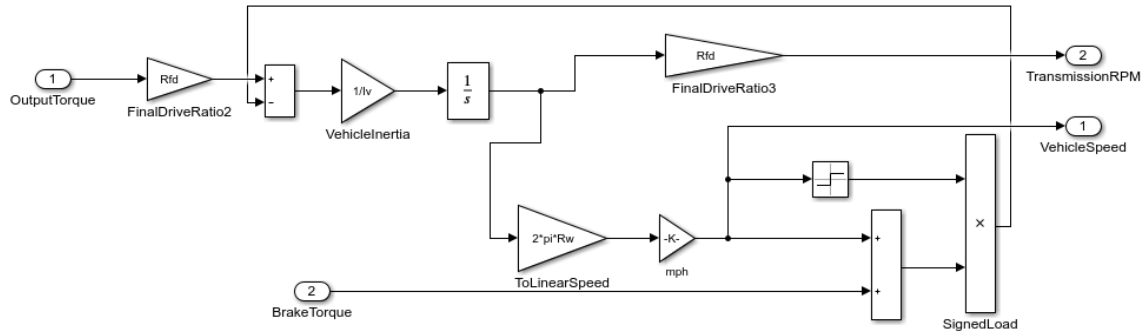 1
OutputTorque
Rfd
FinalDriveRatio2
+
−
1/Iv
VehicleInertia
1
s
Rfd
FinalDriveRatio3
2
TransmissionRPM
1
VehicleSpeed
2*pi*Rw
ToLinearSpeed
-K-
mph
+
+
×
SignedLoad
2
BrakeTorque